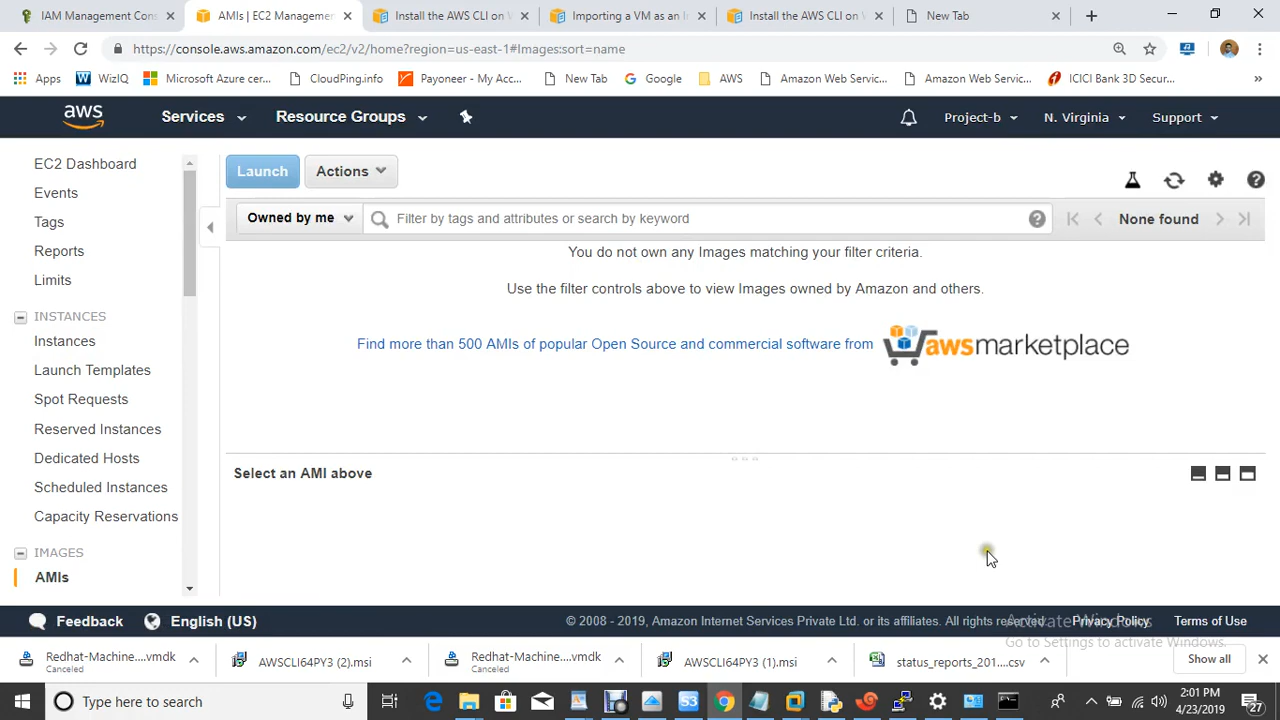 IAM Management Cons
AMIs | EC2 Managemen
Install the AWS CLI on W
Importing a VM as an I
Install the AWS CLI on W
New Tab
https://console.aws.amazon.com/ec2/v2/home?region=us-east-1#Images:sort=name
Apps
WizIQ
Microsoft Azure cer...
CloudPing.info
Payoneer - My Acco...
New Tab
Google
AWS
Amazon Web Servic...
Amazon Web Servic...
ICICI Bank 3D Secur...
aws
Services
Resource Groups
Project-b
N. Virginia
Support
EC2 Dashboard
Events
Tags
Reports
Limits
INSTANCES
Instances
Launch Templates
Spot Requests
Reserved Instances
Dedicated Hosts
Scheduled Instances
Capacity Reservations
IMAGES
AMIs
Launch
Actions
Owned by me
Filter by tags and attributes or search by keyword
None found
You do not own any Images matching your filter criteria.
Use the filter controls above to view Images owned by Amazon and others.
Find more than 500 AMIs of popular Open Source and commercial software from
awsmarketplace
Select an AMI above
Feedback
English (US)
© 2008 - 2019, Amazon Internet Services Private Ltd. or its affiliates. All rights reserved.
Privacy Policy
Terms of Use
Activate Windows
Go to Settings to activate Windows.
Redhat-Machine....vmdk
Canceled
AWSCLI64PY3 (2).msi
Redhat-Machine....vmdk
Canceled
AWSCLI64PY3 (1).msi
status_reports_201....csv
Show all
Type here to search
S3
2:01 PM
4/23/2019
27